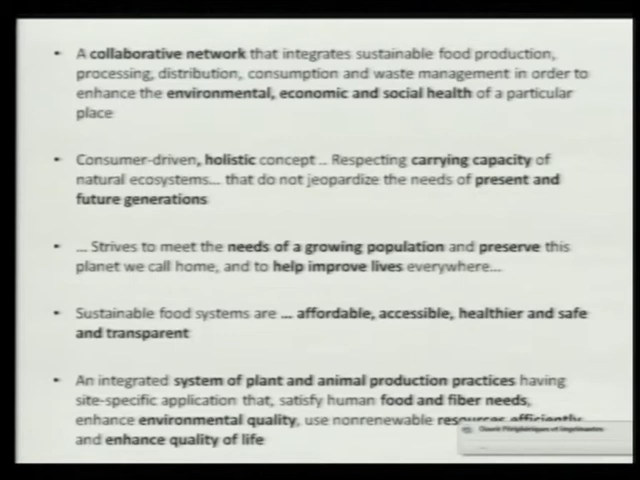 • A collaborative network that integrates sustainable food production,
processing, distribution, consumption and waste management in order to
enhance the environmental, economic and social health of a particular
place
• Consumer-driven, holistic concept .. Respecting carrying capacity of
natural ecosystems... that do not jeopardize the needs of present and
future generations
• ... Strives to meet the needs of a growing population and preserve this
planet we call home, and to help improve lives everywhere...
• Sustainable food systems are ... affordable, accessible, healthier and safe
and transparent
• An integrated system of plant and animal production practices having
site-specific application that, satisfy human food and fiber needs,
enhance environmental quality, use nonrenewable resources efficiently
and enhance quality of life